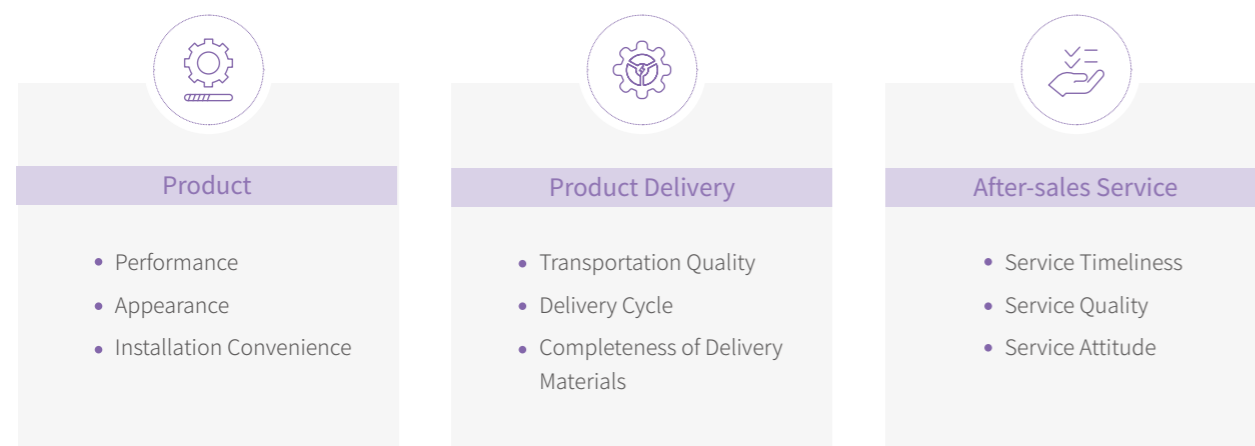 Product
Performance
Appearance
Installation Convenience
Product Delivery
Transportation Quality
Delivery Cycle
Completeness of Delivery
Materials
After-sales Service
Service Timeliness
Service Quality
Service Attitude